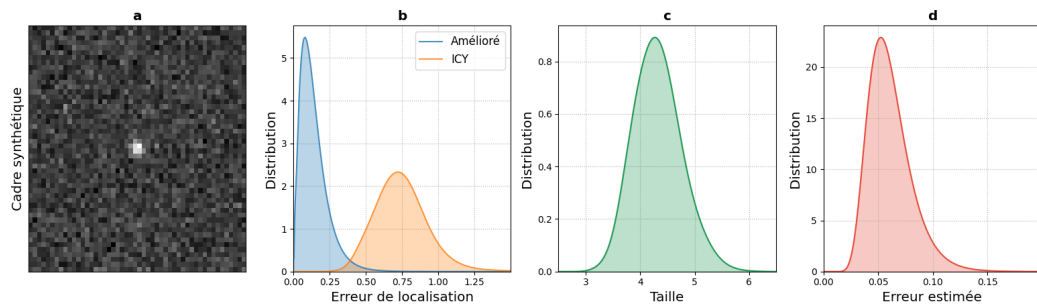 a
Cadre synthétique
b
Distribution
5
4
3
2
1
0
0.00
0.25
0.50
0.75
1.00
1.25
Erreur de localisation
Amélioré
ICY
c
Distribution
0.8
0.6
0.4
0.2
0.0
3
4
5
6
Taille
d
Distribution
20
15
10
5
0
0.00
0.05
0.10
0.15
Erreur estimée